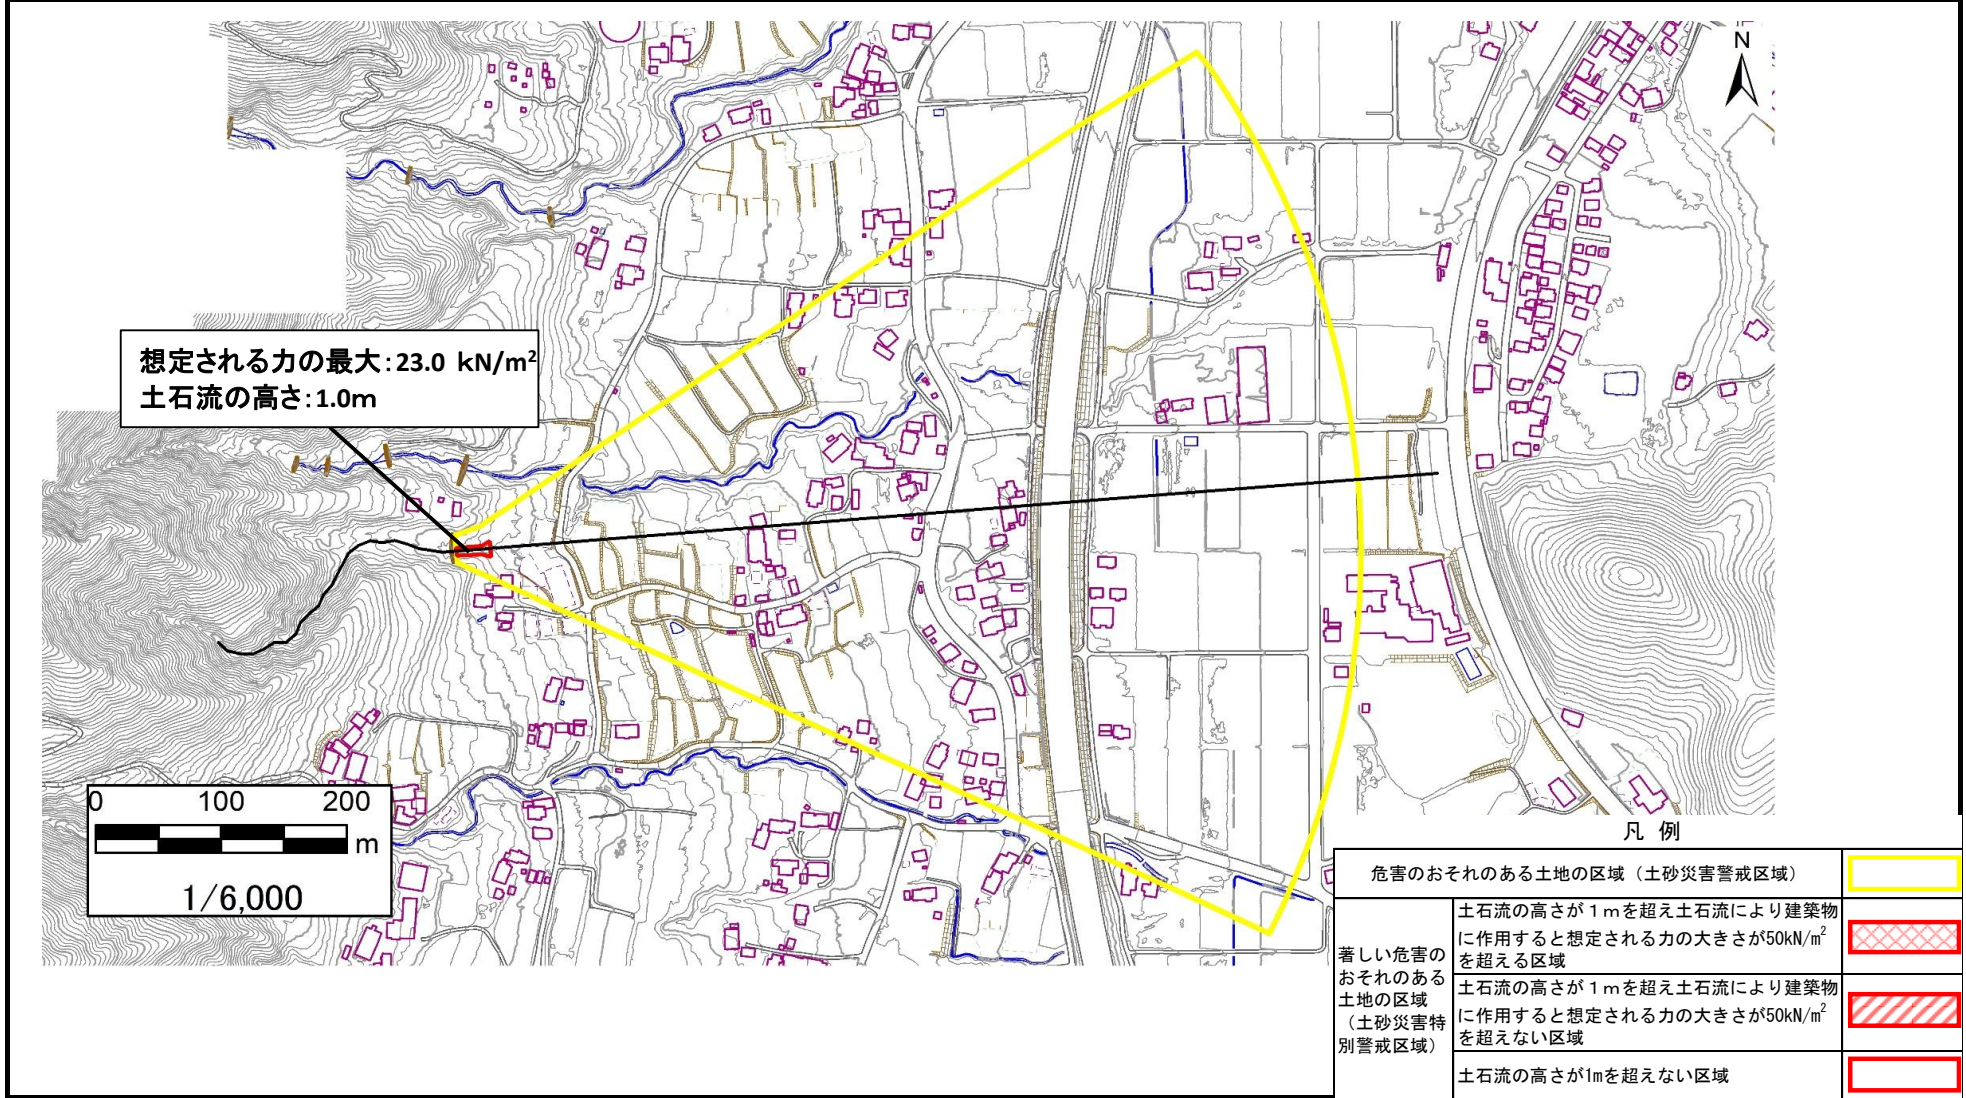 N
想定される力の最大：23.0 kN/m²
土石流の高さ：1.0m
0 100 200
m
1/6,000
凡 例
危害のおそれのある土地の区域（土砂災害警戒区域）
著しい危害の
おそれのある
土地の区域
（土砂災害特
別警戒区域）
土石流の高さが１ｍを超え土石流により建築物
に作用すると想定される力の大きさが50kN/m²
を超える区域
土石流の高さが１ｍを超え土石流により建築物
に作用すると想定される力の大きさが50kN/m²
を超えない区域
土石流の高さが1mを超えない区域